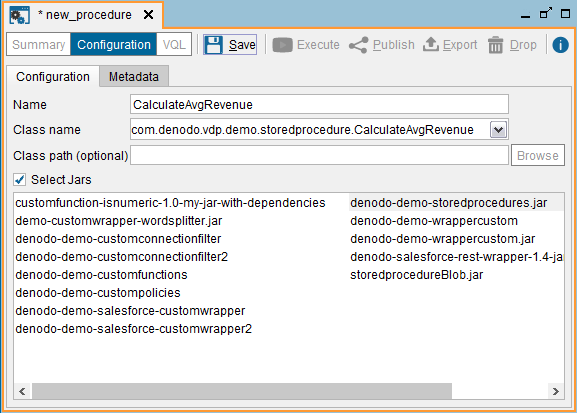 * new_procedure
Summary Configuration VQL Save Execute Publish Export Drop
Configuration Metadata
Name CalculateAvgRevenue
Class name com.denodo.vdp.demo.storedprocedure.CalculateAvgRevenue
Class path (optional) Browse
Select Jars
customfunction-isnumeric-1.0-my-jar-with-dependencies
demo-customwrapper-wordsplitter.jar
denodo-demo-customconnectionfilter
denodo-demo-customconnectionfilter2
denodo-demo-customfunctions
denodo-demo-custompolicies
denodo-demo-salesforce-customwrapper
denodo-demo-salesforce-customwrapper2
denodo-demo-storedprocedures.jar
denodo-demo-wrappercustom
denodo-demo-wrappercustom.jar
denodo-salesforce-rest-wrapper-1.4-ja
storedprocedureBlob.jar